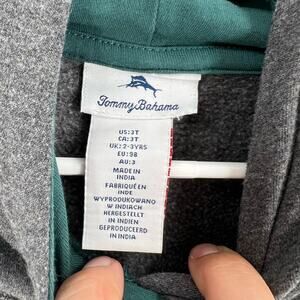 Tommy Bahama
US:3T
CA:3T
UK:2-3YRS
EU:98
AU:3
MADE IN
INDIA
FABRIQUÉ EN
INDE
WYPRODUKOWANO
W INDIACH
HERGESTELLT
IN INDIEN
GEPRODUCEERD
IN INDIA